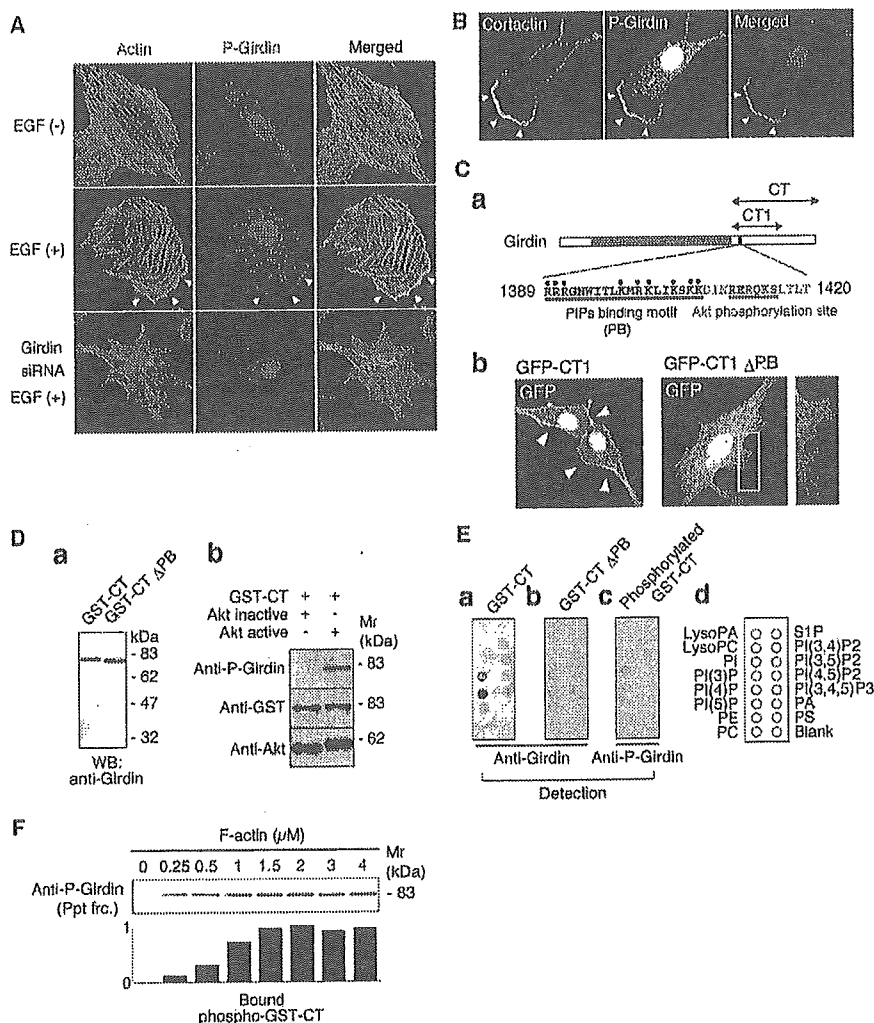 A
Actin P-Girdin Merged
EGF (-)
EGF (+)
Girdin
siRNA
EGF (+)
B
Cortactin P-Girdin Merged
C
a
CT
CT1
Girdin
1389 RRRGNWITLKMRKLIKSKKDINRERQKSLTLT 1420
PIPs binding motif Akt phosphorylation site
(PB)
b
GFP-CT1 GFP-CT1 ΔPB
GFP GFP
D
a
GST-CT
GST-CT ΔPB
kDa
- 83
- 62
- 47
- 32
WB:
anti-Girdin
b
GST-CT + +
Akt inactive + -
Akt active - +
Mr
(kDa)
Anti-P-Girdin - 83
Anti-GST - 83
Anti-Akt - 62
E
a GST-CT
b GST-CT ΔPB
c Phosphorylated
GST-CT
d
LysoPA S1P
LysoPC PI(3,4)P2
PI PI(3,5)P2
PI(3)P PI(4,5)P2
PI(4)P PI(3,4,5)P3
PI(5)P PA
PE PS
PC Blank
Anti-Girdin Anti-P-Girdin
Detection
F
F-actin (μM)
0 0.25 0.5 1 1.5 2 3 4
Mr
(kDa)
Anti-P-Girdin
(Ppt frc.)
- 83
1
0
Bound
phospho-GST-CT